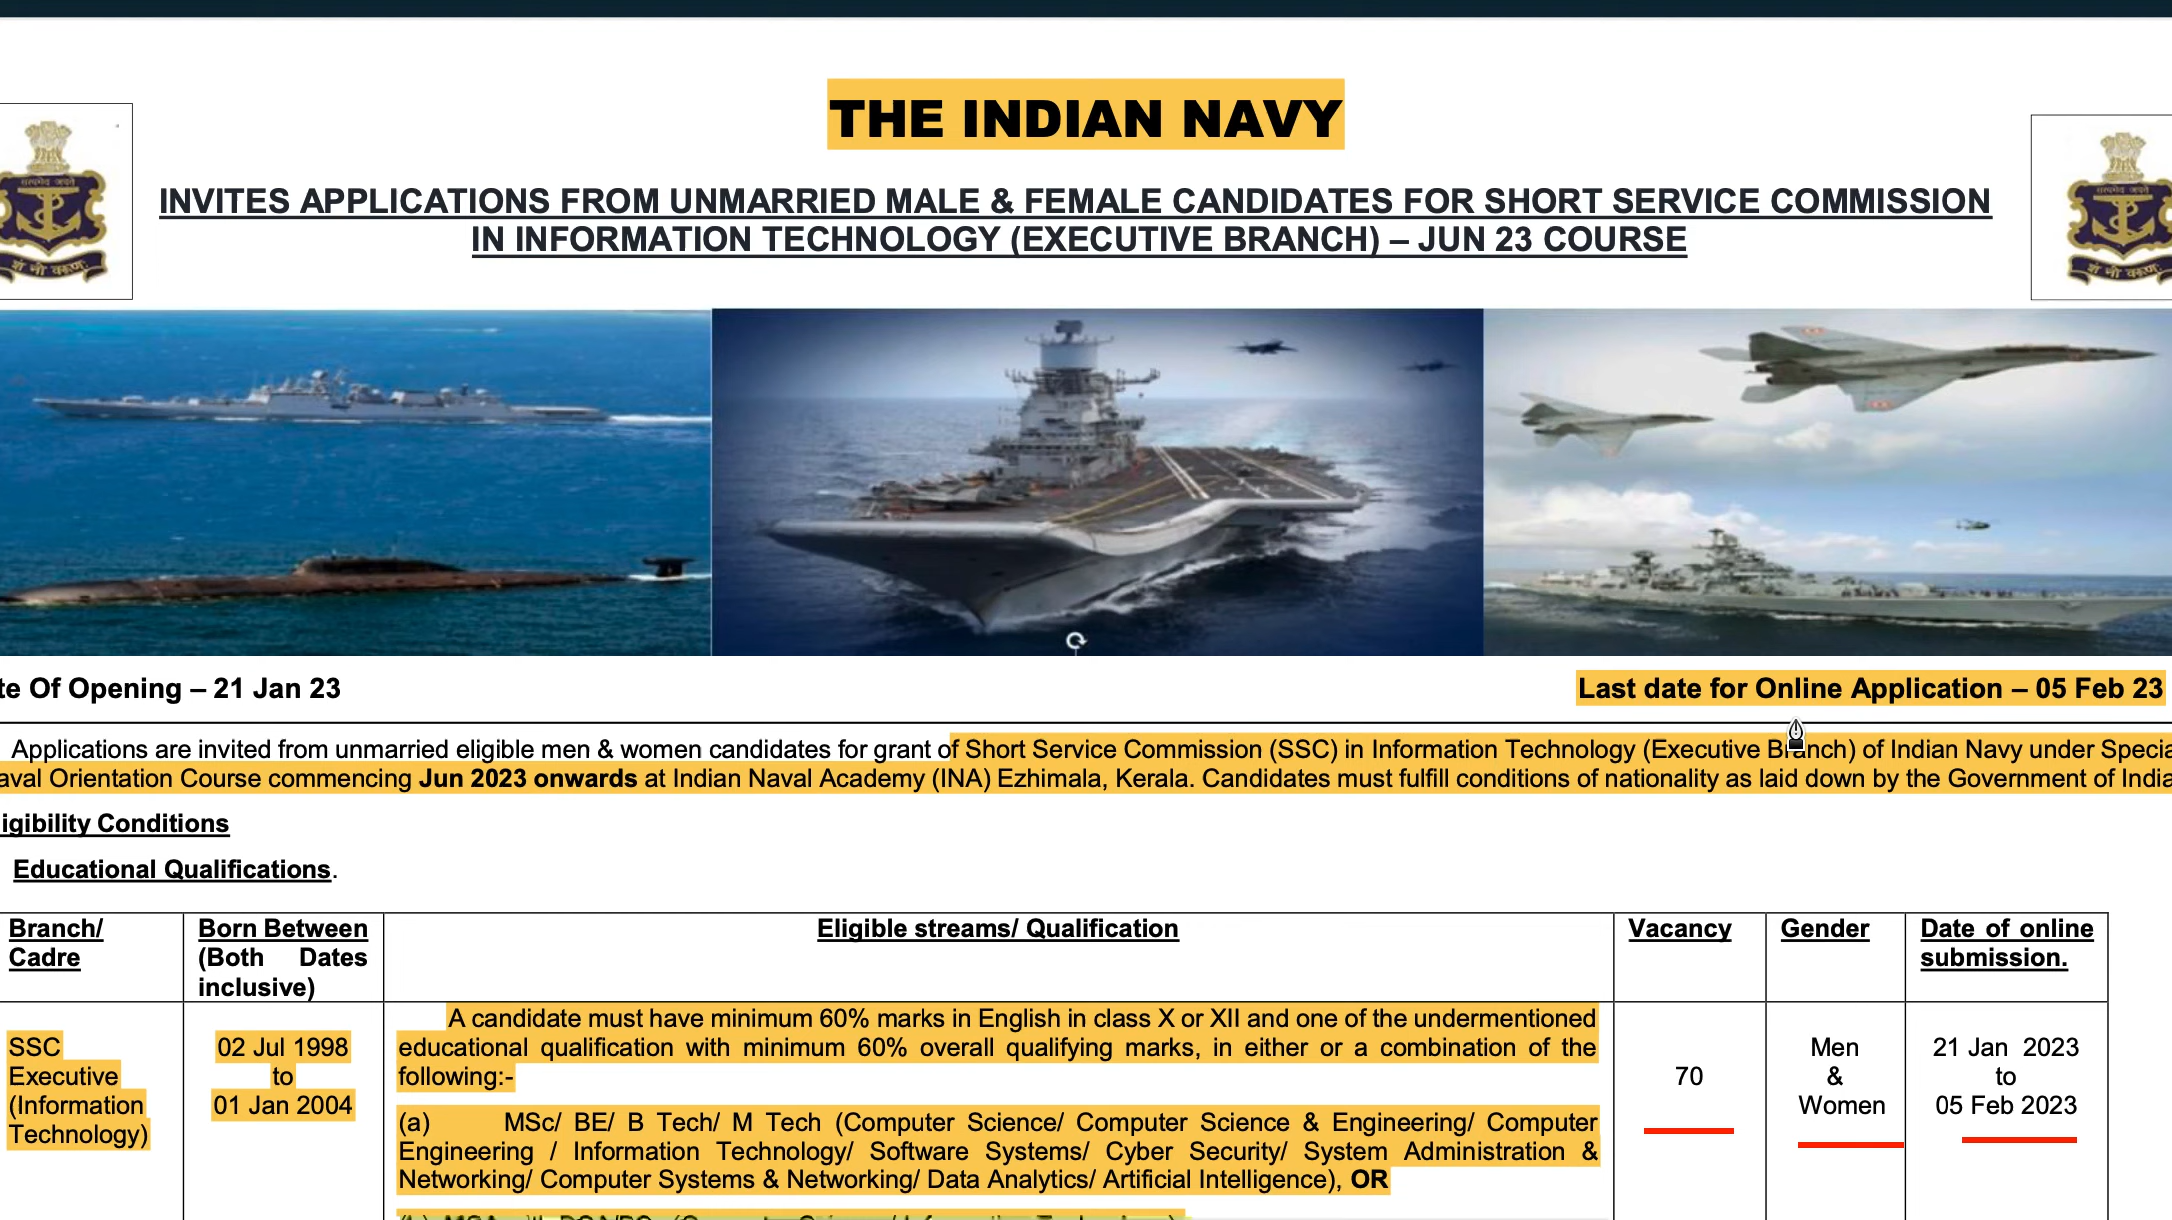 THE INDIAN NAVY
INVITES APPLICATIONS FROM UNMARRIED MALE & FEMALE CANDIDATES FOR SHORT SERVICE COMMISSION
IN INFORMATION TECHNOLOGY (EXECUTIVE BRANCH) – JUN 23 COURSE
सत्यमेव जयते
शं नो वरुणः
सत्यमेव जयते
शं नो वरुणः
te Of Opening – 21 Jan 23
Last date for Online Application – 05 Feb 23
Applications are invited from unmarried eligible men & women candidates for grant of Short Service Commission (SSC) in Information Technology (Executive Branch) of Indian Navy under Specia
aval Orientation Course commencing Jun 2023 onwards at Indian Naval Academy (INA) Ezhimala, Kerala. Candidates must fulfill conditions of nationality as laid down by the Government of India
igibility Conditions
Educational Qualifications.
Branch/
Cadre
Born Between
(Both Dates
inclusive)
Eligible streams/ Qualification
Vacancy
Gender
Date of online
submission.
SSC
Executive
(Information
Technology)
02 Jul 1998
to
01 Jan 2004
A candidate must have minimum 60% marks in English in class X or XII and one of the undermentioned
educational qualification with minimum 60% overall qualifying marks, in either or a combination of the
following:-
(a) MSc/ BE/ B Tech/ M Tech (Computer Science/ Computer Science & Engineering/ Computer
Engineering / Information Technology/ Software Systems/ Cyber Security/ System Administration &
Networking/ Computer Systems & Networking/ Data Analytics/ Artificial Intelligence), OR
70
Men
&
Women
21 Jan 2023
to
05 Feb 2023